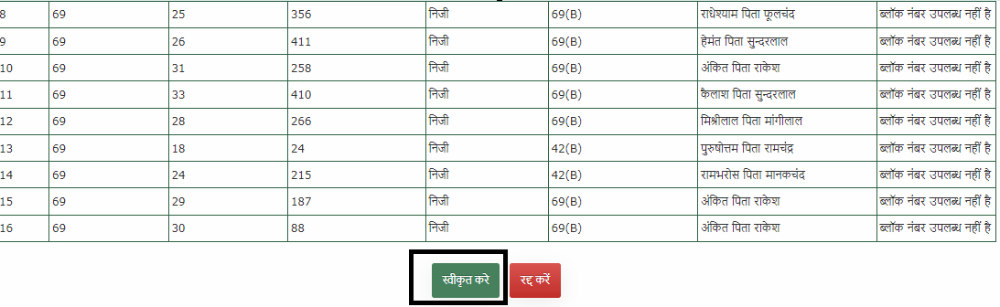 8 69 25 356 निजी 69(B) राधेश्याम पिता फूलचंद ब्लॉक नंबर उपलब्ध नहीं है
9 69 26 411 निजी 69(B) हेमंत पिता सुन्दरलाल ब्लॉक नंबर उपलब्ध नहीं है
10 69 31 258 निजी 69(B) अंकित पिता राकेश ब्लॉक नंबर उपलब्ध नहीं है
11 69 33 410 निजी 69(B) कैलाश पिता सुन्दरलाल ब्लॉक नंबर उपलब्ध नहीं है
12 69 28 266 निजी 69(B) मिश्रीलाल पिता मांगीलाल ब्लॉक नंबर उपलब्ध नहीं है
13 69 18 24 निजी 42(B) पुरुषोत्तम पिता रामचंद्र ब्लॉक नंबर उपलब्ध नहीं है
14 69 24 215 निजी 42(B) रामभरोस पिता मानकचंद ब्लॉक नंबर उपलब्ध नहीं है
15 69 29 187 निजी 69(B) अंकित पिता राकेश ब्लॉक नंबर उपलब्ध नहीं है
16 69 30 88 निजी 69(B) अंकित पिता राकेश ब्लॉक नंबर उपलब्ध नहीं है
स्वीकृत करे रद्द करें